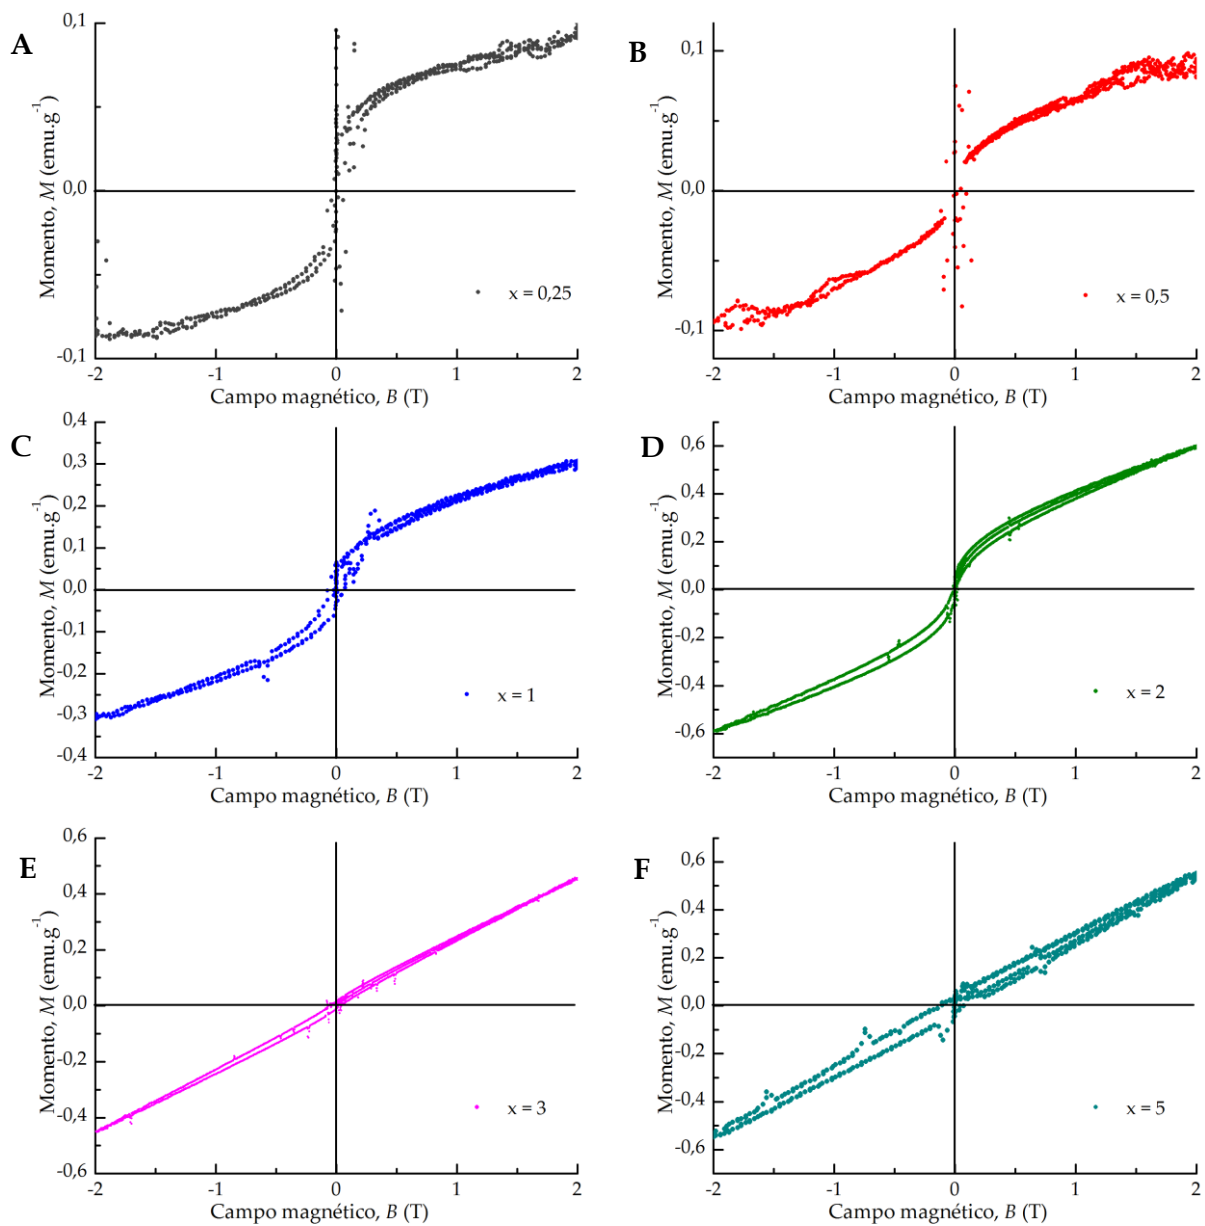 A
B
0,1
0,0
-0,1
Momento, M (emu.g⁻¹)
x = 0,25
-2 -1 0 1 2
Campo magnético, B (T)
0,1
0,0
-0,1
Momento, M (emu.g⁻¹)
x = 0,5
-2 -1 0 1 2
Campo magnético, B (T)
C
D
0,4
0,3
0,2
0,1
0,0
-0,1
-0,2
-0,3
-0,4
Momento, M (emu.g⁻¹)
x = 1
-2 -1 0 1 2
Campo magnético, B (T)
0,6
0,4
0,2
0,0
-0,2
-0,4
-0,6
Momento, M (emu.g⁻¹)
x = 2
-2 -1 0 1 2
Campo magnético, B (T)
E
F
0,6
0,4
0,2
0,0
-0,2
-0,4
-0,6
Momento, M (emu.g⁻¹)
x = 3
-2 -1 0 1 2
Campo magnético, B (T)
0,6
0,4
0,2
0,0
-0,2
-0,4
-0,6
Momento, M (emu.g⁻¹)
x = 5
-2 -1 0 1 2
Campo magnético, B (T)